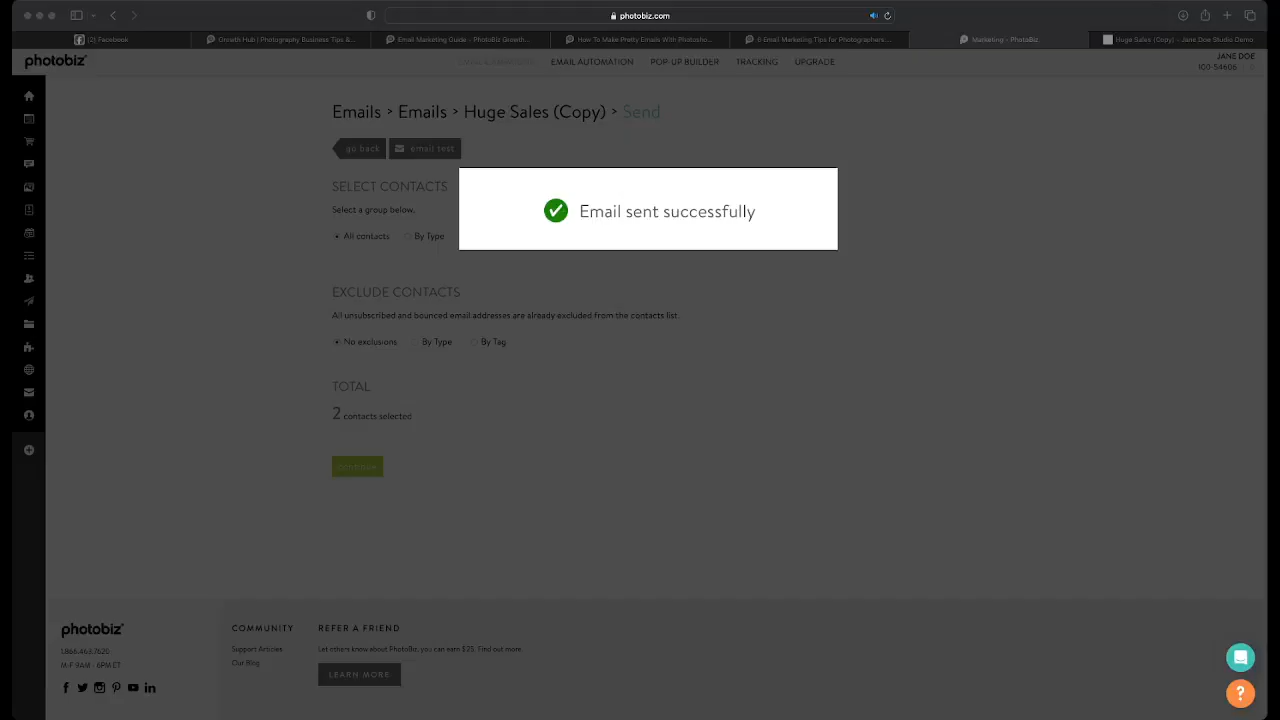 photobiz.com
(2) Facebook
Growth Hub | Photography Business Tips &...
Email Marketing Guide – PhotoBiz Growth...
How To Make Pretty Emails With Photosho...
6 Email Marketing Tips for Photographers:...
Marketing - PhotoBiz
Huge Sales (Copy) – Jane Doe Studio Demo
photobiz
EMAIL AUTOMATION
POP-UP BUILDER
TRACKING
UPGRADE
JANE DOE
100-54606
Emails > Emails > Huge Sales (Copy) > Send
go back
email test
SELECT CONTACTS
Select a group below.
All contacts
By Type
Email sent successfully
EXCLUDE CONTACTS
All unsubscribed and bounced email addresses are already excluded from the contacts list.
No exclusions
By Type
By Tag
TOTAL
2 contacts selected
continue
photobiz
1.866.463.7620
M-F 9AM - 6PM ET
COMMUNITY
Support Articles
Our Blog
REFER A FRIEND
Let others know about PhotoBiz, you can earn $25. Find out more.
LEARN MORE